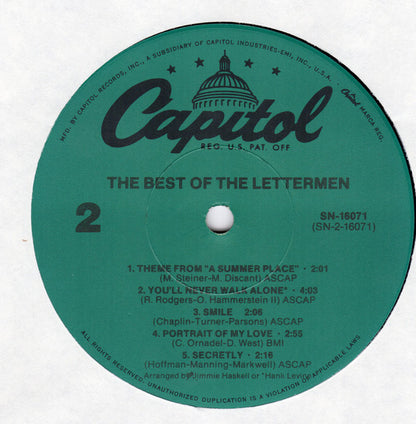 MFD. BY CAPITOL RECORDS, INC., A SUBSIDIARY OF CAPITOL INDUSTRIES-EMI, INC., U.S.A.
Capitol MARCA REG.
Capitol
REG. U.S. PAT. OFF
THE BEST OF THE LETTERMEN
2
SN-16071
(SN-2-16071)
1. THEME FROM "A SUMMER PLACE" · 2:01
(M. Steiner-M. Discant) ASCAP
2. YOU'LL NEVER WALK ALONE* · 4:03
(R. Rodgers-O. Hammerstein II) ASCAP
3. SMILE 2:06
(Chaplin-Turner-Parsons) ASCAP
4. PORTRAIT OF MY LOVE · 2:55
(C. Ornadel-D. West) BMI
5. SECRETLY · 2:16
(Hoffman-Manning-Markwell) ASCAP
Arranged by Jimmie Haskell or *Hank Levine
ALL RIGHTS RESERVED. UNAUTHORIZED DUPLICATION IS A VIOLATION OF APPLICABLE LAWS